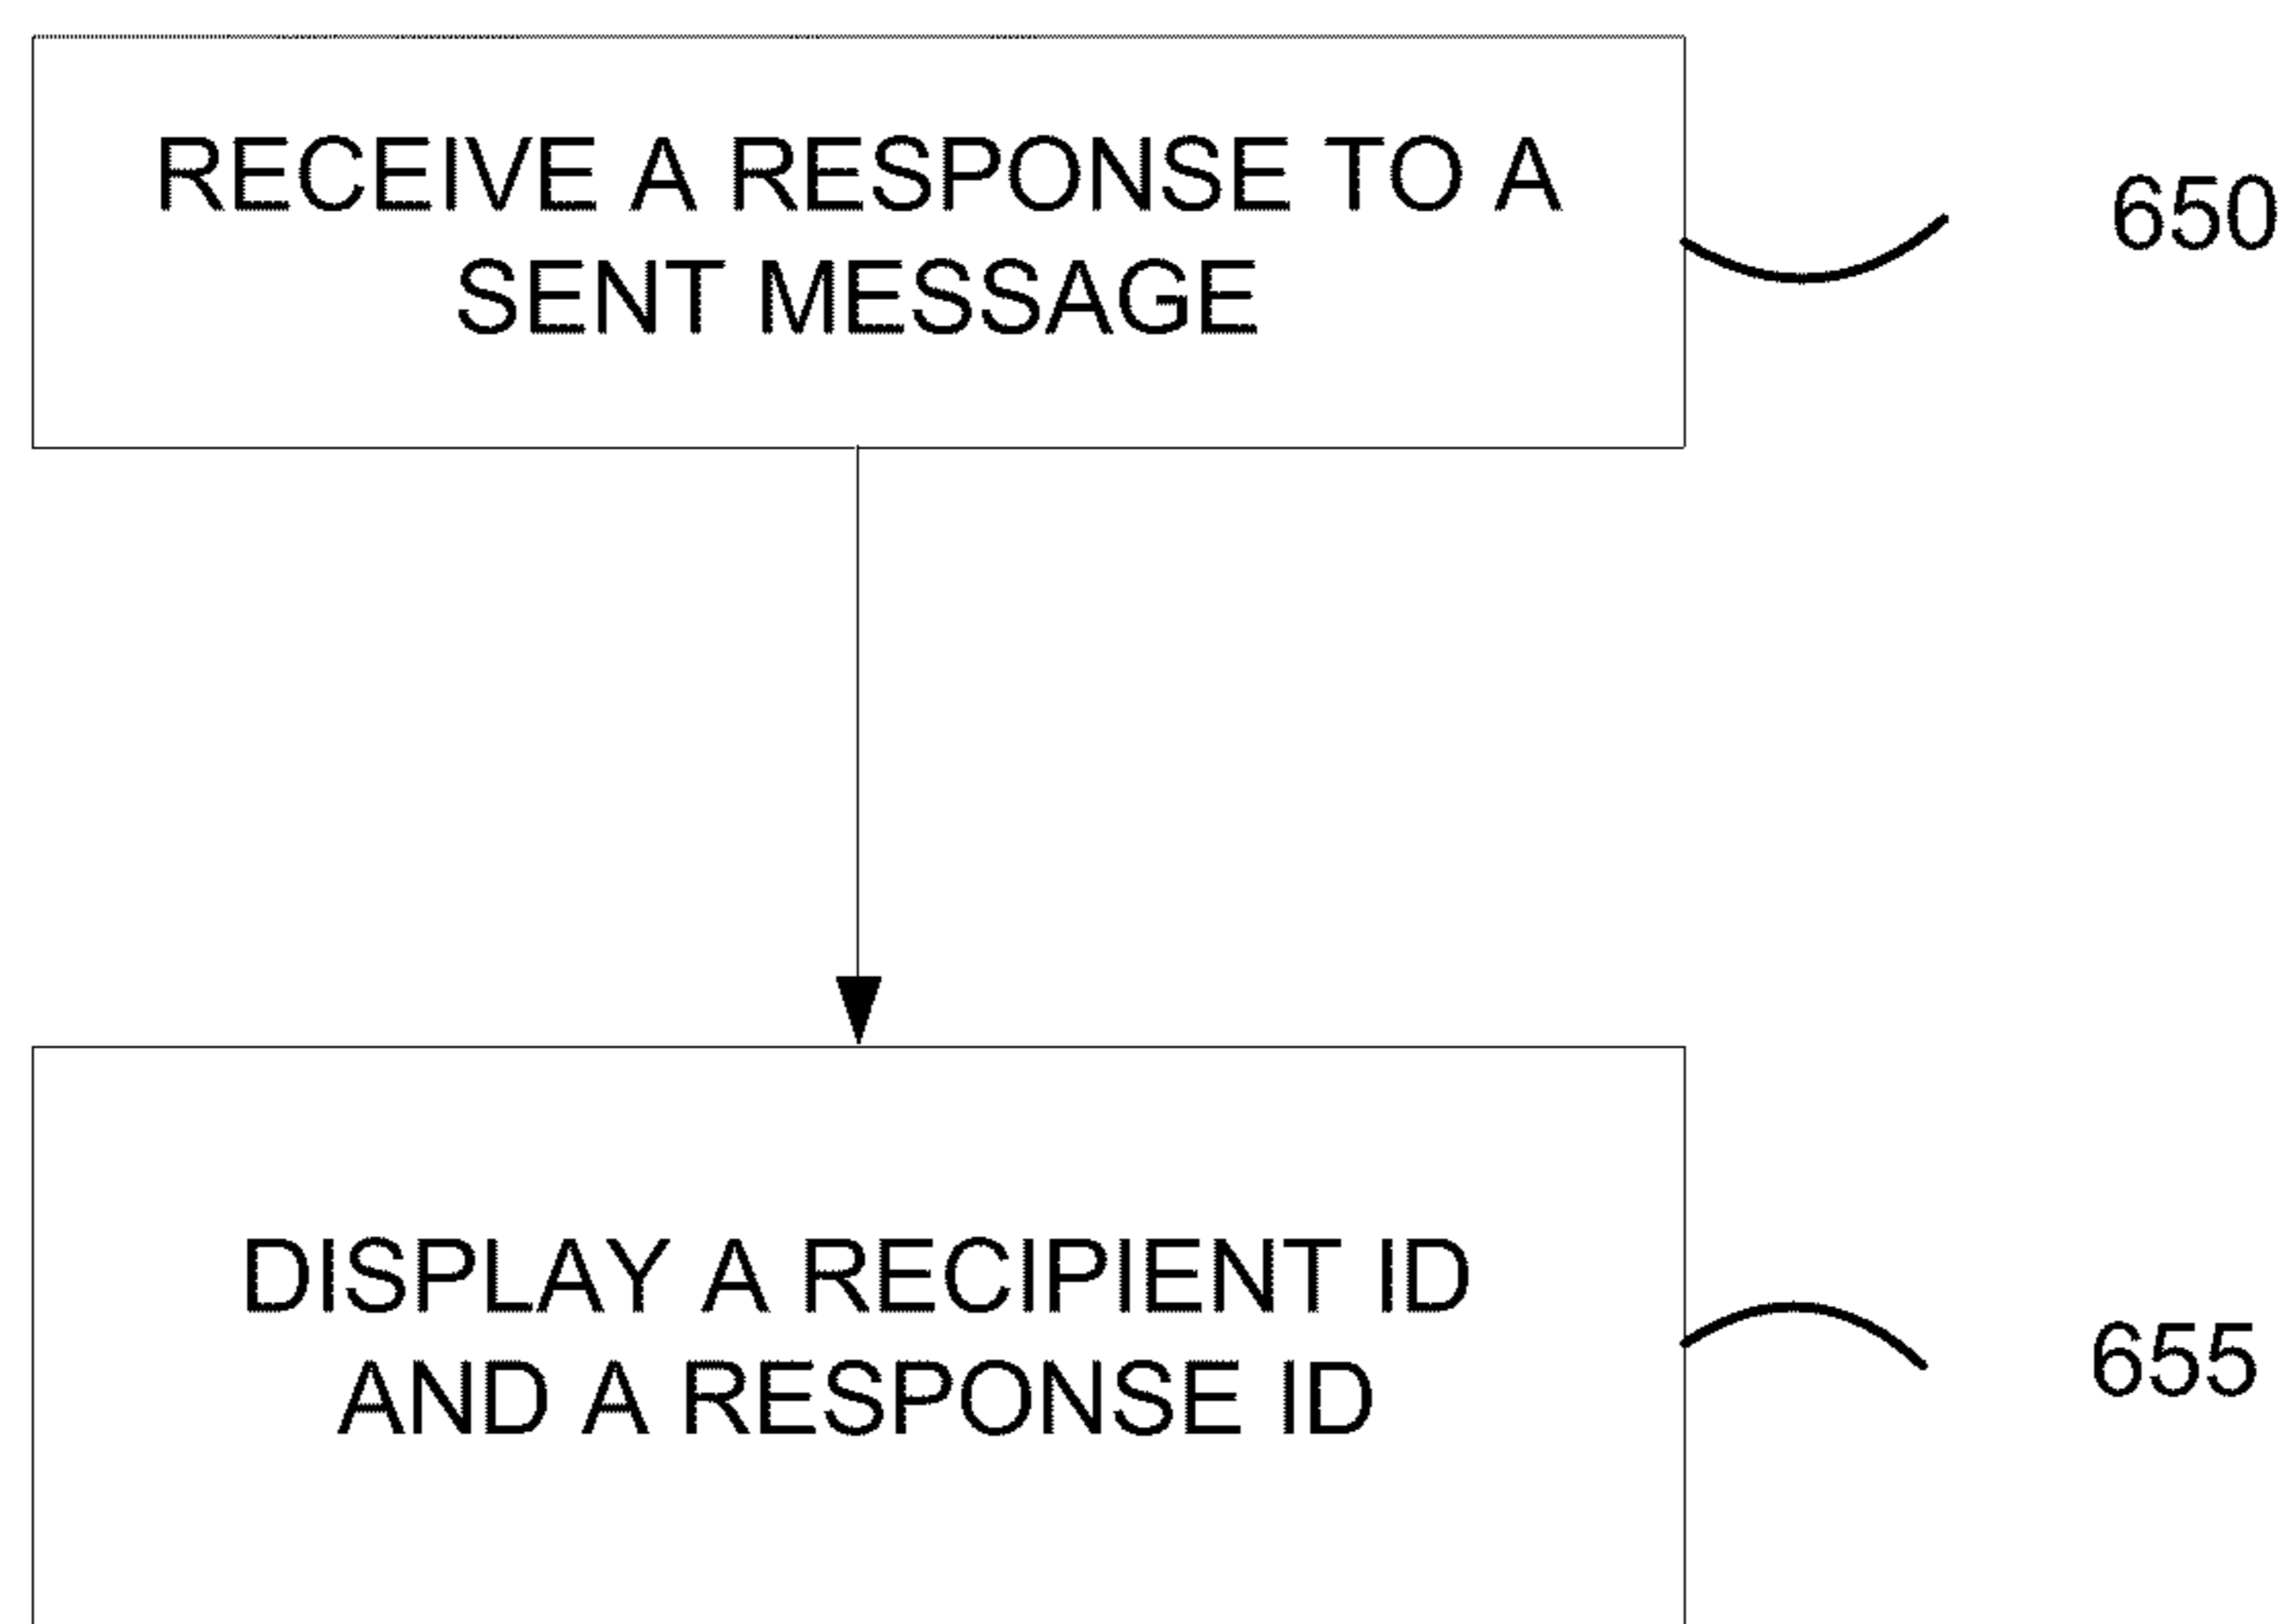 RECEIVE A RESPONSE TO A
SENT MESSAGE
650
DISPLAY A RECIPIENT ID
AND A RESPONSE ID
655